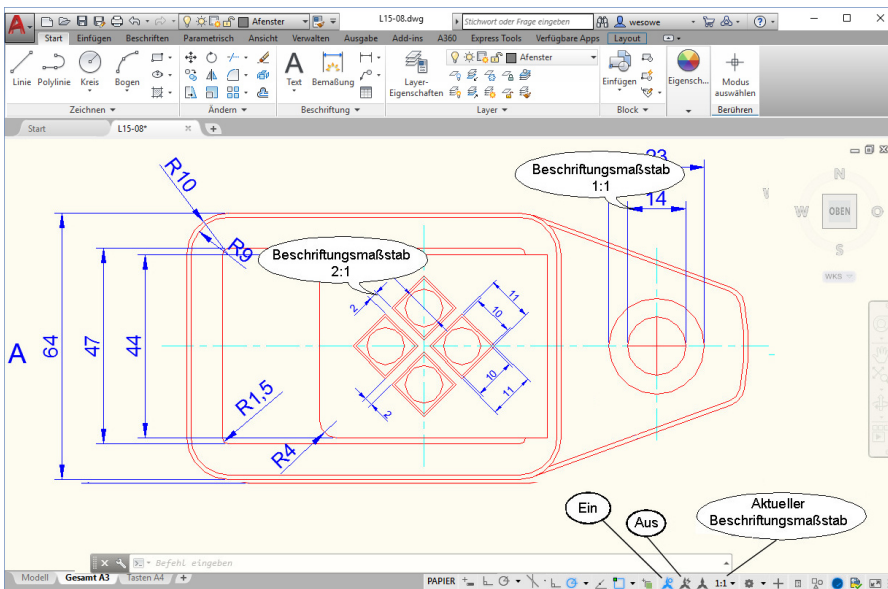 A
Afenster
L15-08.dwg
Stichwort oder Frage eingeben
wesowe
Start Einfügen Beschriften Parametrisch Ansicht Verwalten Ausgabe Add-ins A360 Express Tools Verfügbare Apps Layout
Afenster
A
Linie Polylinie Kreis Bogen
Text Bemaßung
Layer-
Eigenschaften
Einfügen
Eigensch...
Modus
auswählen
Zeichnen Ändern Beschriftung Layer Block Berühren
Start L15-08* +
23
Beschriftungsmaßstab
1:1
14
N
W OBEN O
S
WKS
R10
R9
Beschriftungsmaßstab
2:1
2
11
10
A
64
47
44
10
11
2
R1,5
R4
Ein
Aus
Aktueller
Beschriftungsmaßstab
Befehl eingeben
Modell Gesamt A3 Tasten A4 +
PAPIER
1:1